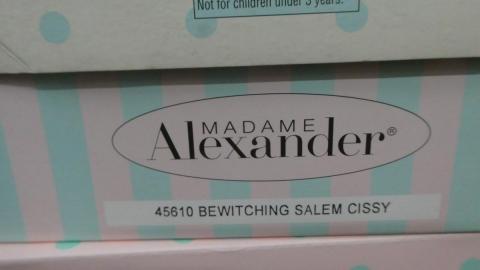 Not for children under 3 years.
MADAME
Alexander®
45610 BEWITCHING SALEM CISSY